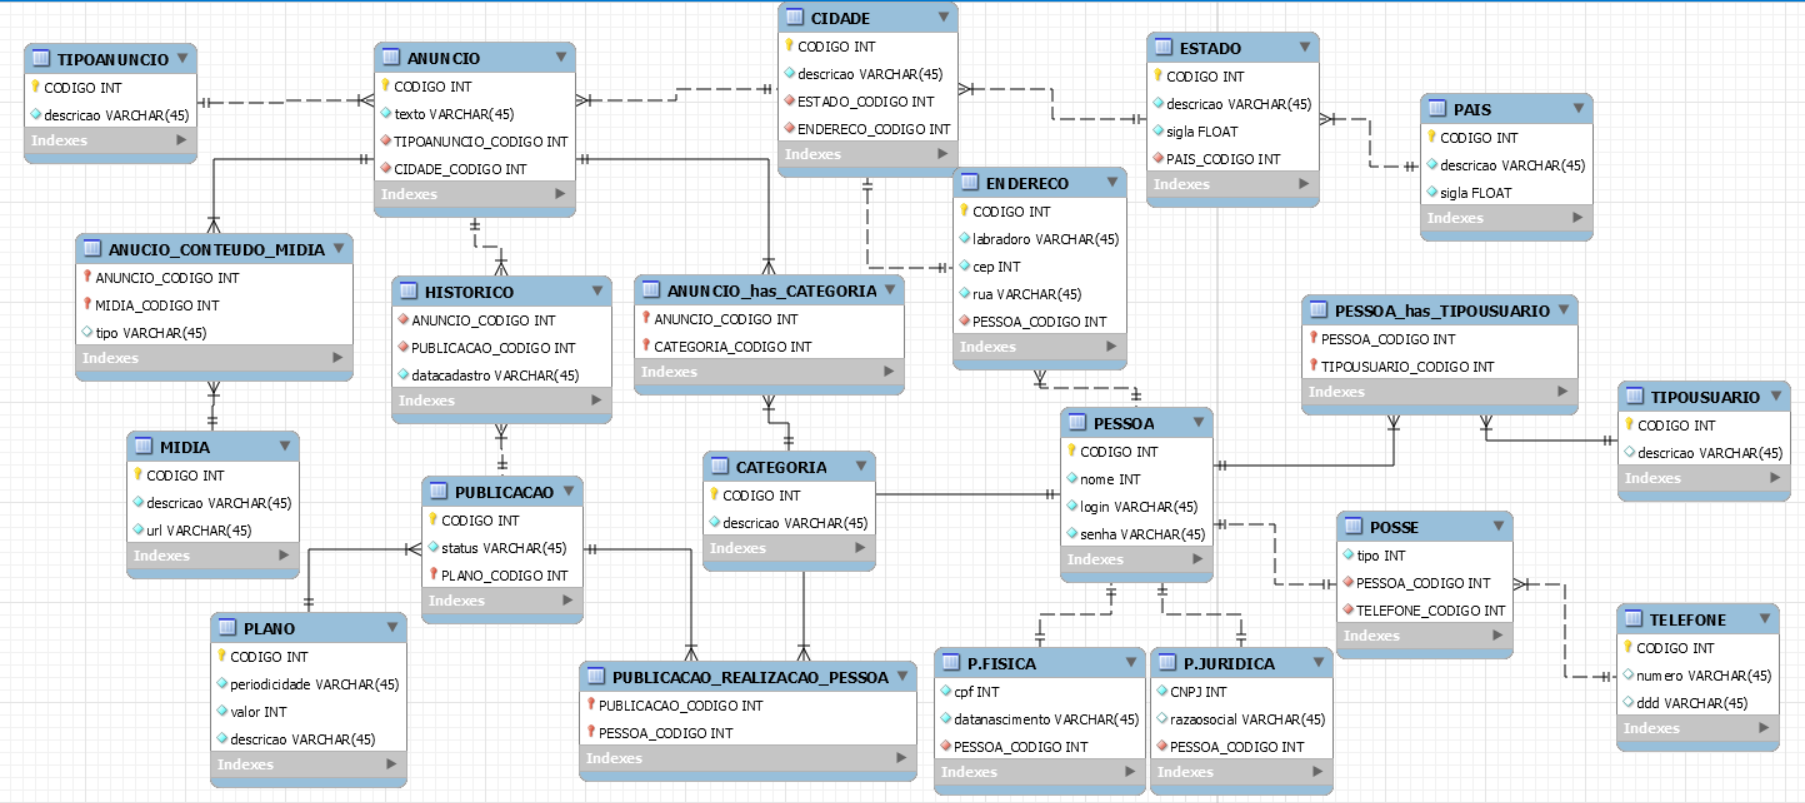 TIPOANUNCIO
CODIGO INT
descricao VARCHAR(45)
Indexes
ANUNCIO
CODIGO INT
texto VARCHAR(45)
TIPOANUNCIO_CODIGO INT
CIDADE_CODIGO INT
Indexes
CIDADE
CODIGO INT
descricao VARCHAR(45)
ESTADO_CODIGO INT
ENDERECO_CODIGO INT
Indexes
ESTADO
CODIGO INT
descricao VARCHAR(45)
sigla FLOAT
PAIS_CODIGO INT
Indexes
PAIS
CODIGO INT
descricao VARCHAR(45)
sigla FLOAT
Indexes
ENDERECO
CODIGO INT
labradoro VARCHAR(45)
cep INT
rua VARCHAR(45)
PESSOA_CODIGO INT
Indexes
ANUCIO_CONTEUDO_MIDIA
ANUNCIO_CODIGO INT
MIDIA_CODIGO INT
tipo VARCHAR(45)
Indexes
HISTORICO
ANUNCIO_CODIGO INT
PUBLICACAO_CODIGO INT
datacadastro VARCHAR(45)
Indexes
ANUNCIO_has_CATEGORIA
ANUNCIO_CODIGO INT
CATEGORIA_CODIGO INT
Indexes
PESSOA_has_TIPOUSUARIO
PESSOA_CODIGO INT
TIPOUSUARIO_CODIGO INT
Indexes
TIPOUSUARIO
CODIGO INT
descricao VARCHAR(45)
Indexes
MIDIA
CODIGO INT
descricao VARCHAR(45)
url VARCHAR(45)
Indexes
PUBLICACAO
CODIGO INT
status VARCHAR(45)
PLANO_CODIGO INT
Indexes
CATEGORIA
CODIGO INT
descricao VARCHAR(45)
Indexes
PESSOA
CODIGO INT
nome INT
login VARCHAR(45)
senha VARCHAR(45)
Indexes
POSSE
tipo INT
PESSOA_CODIGO INT
TELEFONE_CODIGO INT
Indexes
TELEFONE
CODIGO INT
numero VARCHAR(45)
ddd VARCHAR(45)
Indexes
PLANO
CODIGO INT
periodicidade VARCHAR(45)
valor INT
descricao VARCHAR(45)
Indexes
PUBLICACAO_REALIZACAO_PESSOA
PUBLICACAO_CODIGO INT
PESSOA_CODIGO INT
Indexes
P.FISICA
cpf INT
datanascimento VARCHAR(45)
PESSOA_CODIGO INT
Indexes
P.JURIDICA
CNPJ INT
razaosocial VARCHAR(45)
PESSOA_CODIGO INT
Indexes